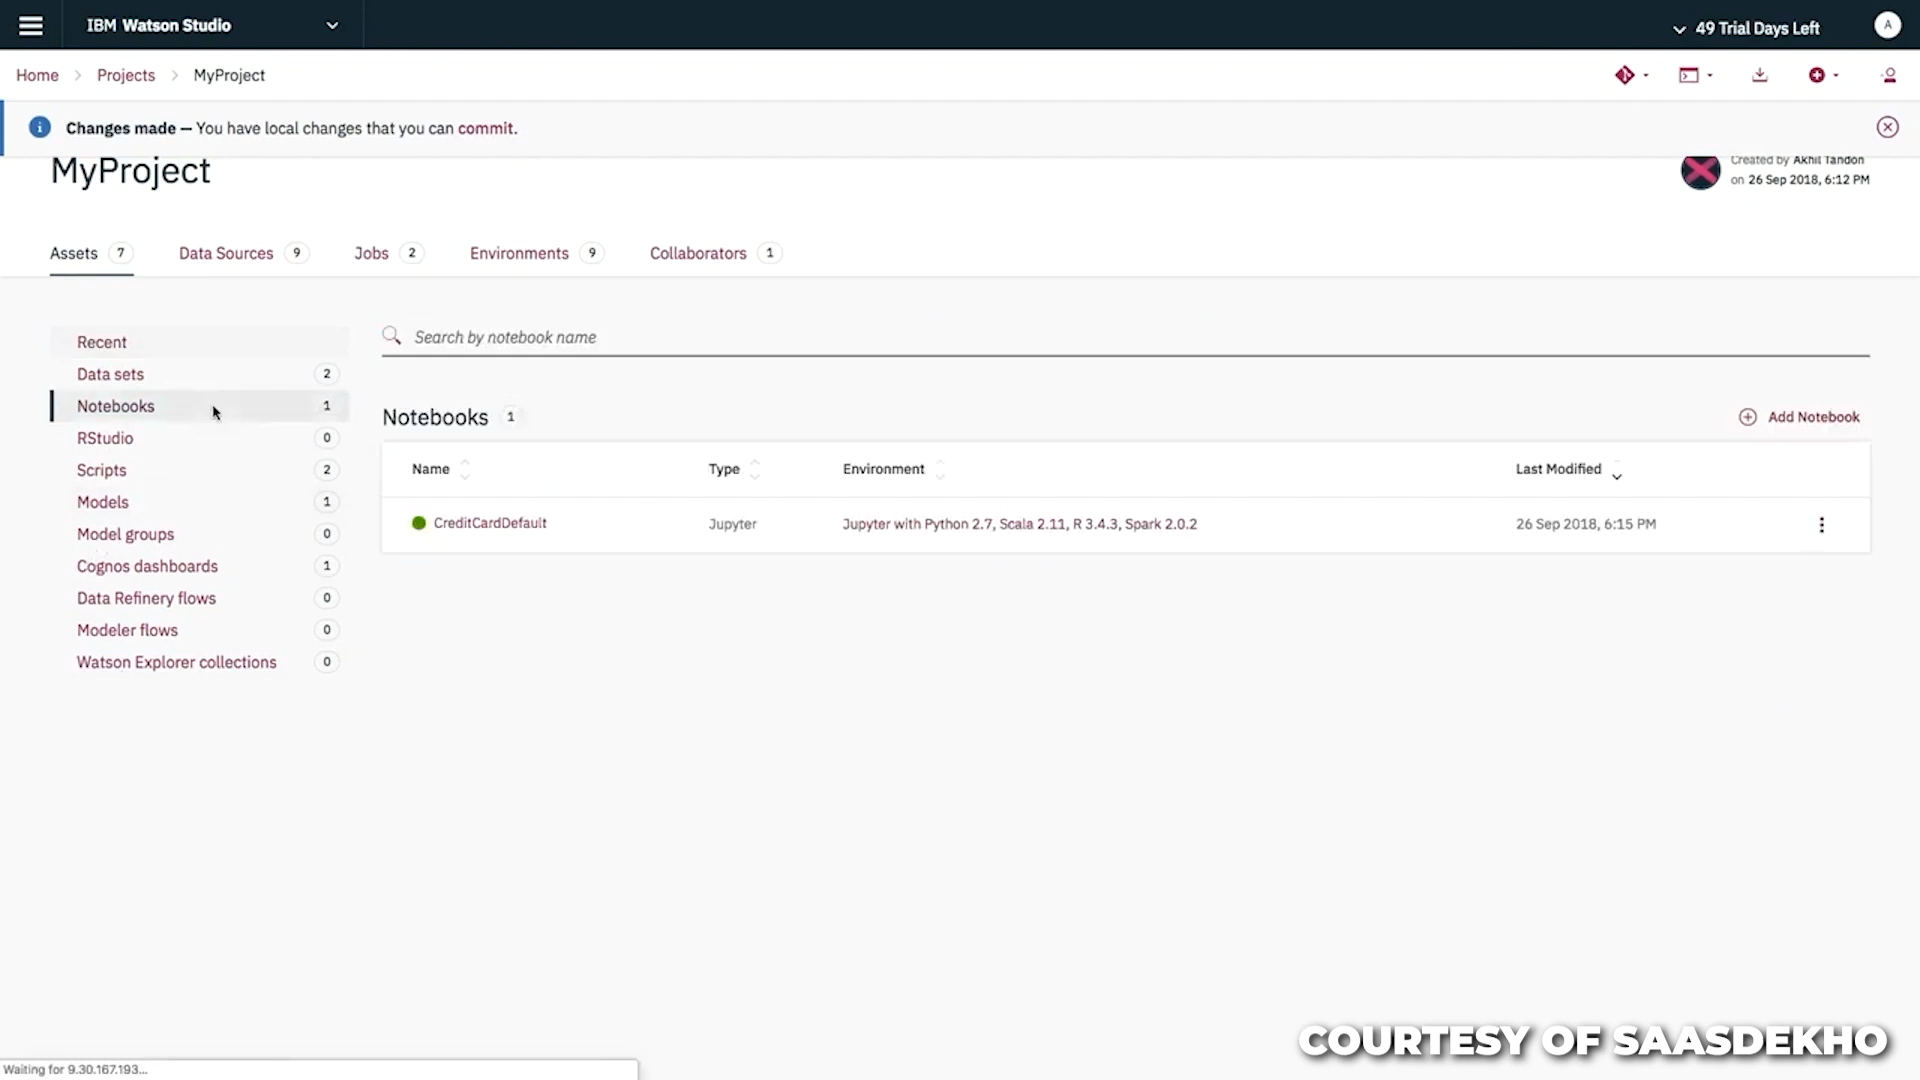 IBM Watson Studio
49 Trial Days Left
A
Home > Projects > MyProject
Changes made — You have local changes that you can commit.
MyProject
Created by Akhil Tandon
on 26 Sep 2018, 6:12 PM
Assets 7
Data Sources 9
Jobs 2
Environments 9
Collaborators 1
Recent
Data sets 2
Notebooks 1
RStudio 0
Scripts 2
Models 1
Model groups 0
Cognos dashboards 1
Data Refinery flows 0
Modeler flows 0
Watson Explorer collections 0
Search by notebook name
Notebooks 1
Add Notebook
Name Type Environment Last Modified
CreditCardDefault Jupyter Jupyter with Python 2.7, Scala 2.11, R 3.4.3, Spark 2.0.2 26 Sep 2018, 6:15 PM
COURTESY OF SAASDEKHO
Waiting for 9.30.167.193...